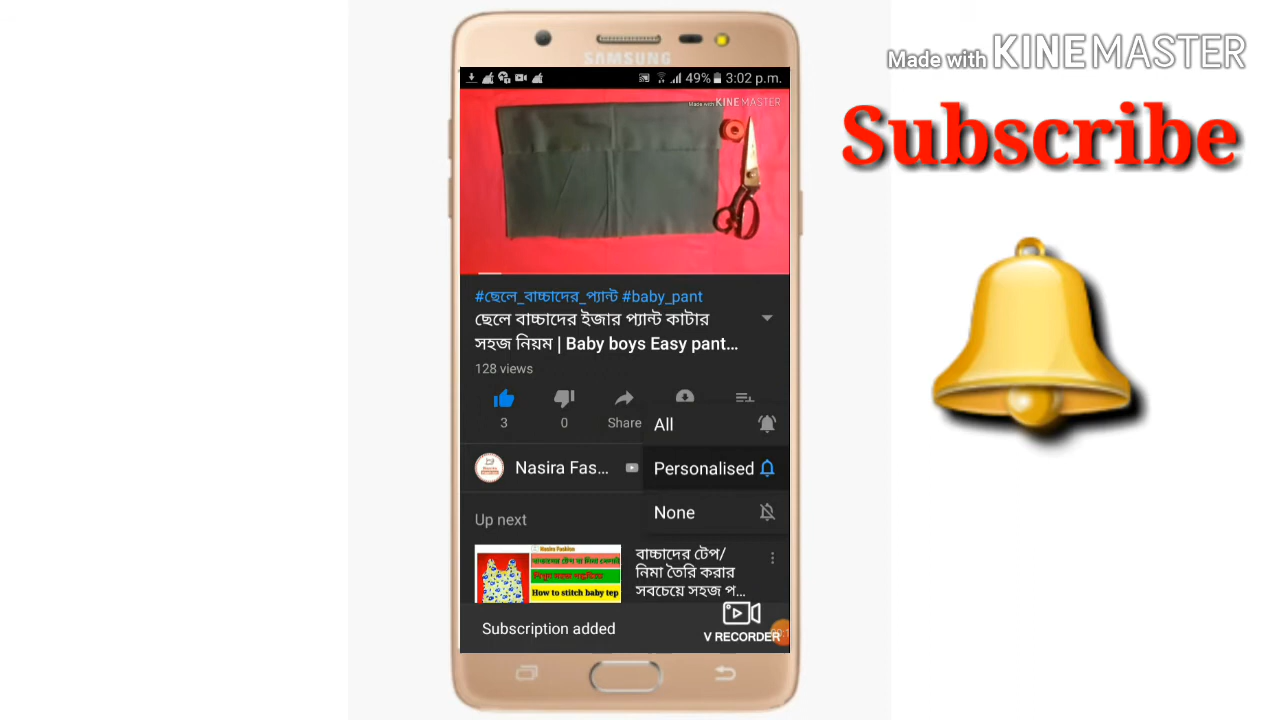 Made with KINEMASTER
Subscribe
SAMSUNG
49% 3:02 p.m.
Made with KINEMASTER
#ছেলে_বাচ্চাদের_প্যান্ট #baby_pant
ছেলে বাচ্চাদের ইজার প্যান্ট কাটার
সহজ নিয়ম | Baby boys Easy pant...
128 views
3
0
Share
All
Nasira Fas...
Personalised
None
Up next
Nasira Fashion
How to stitch baby tep
বাচ্চাদের টেপ/
নিমা তৈরি করার
সবচেয়ে সহজ প...
Subscription added
V RECORDER